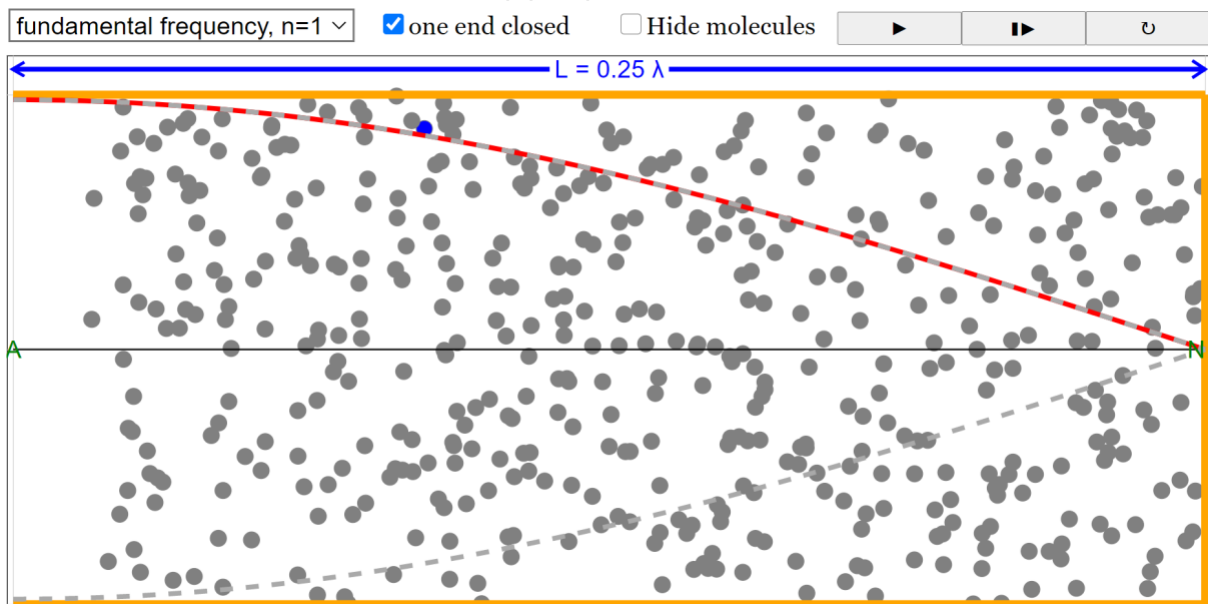 fundamental frequency, n=1 one end closed Hide molecules
L = 0.25 λ
A N